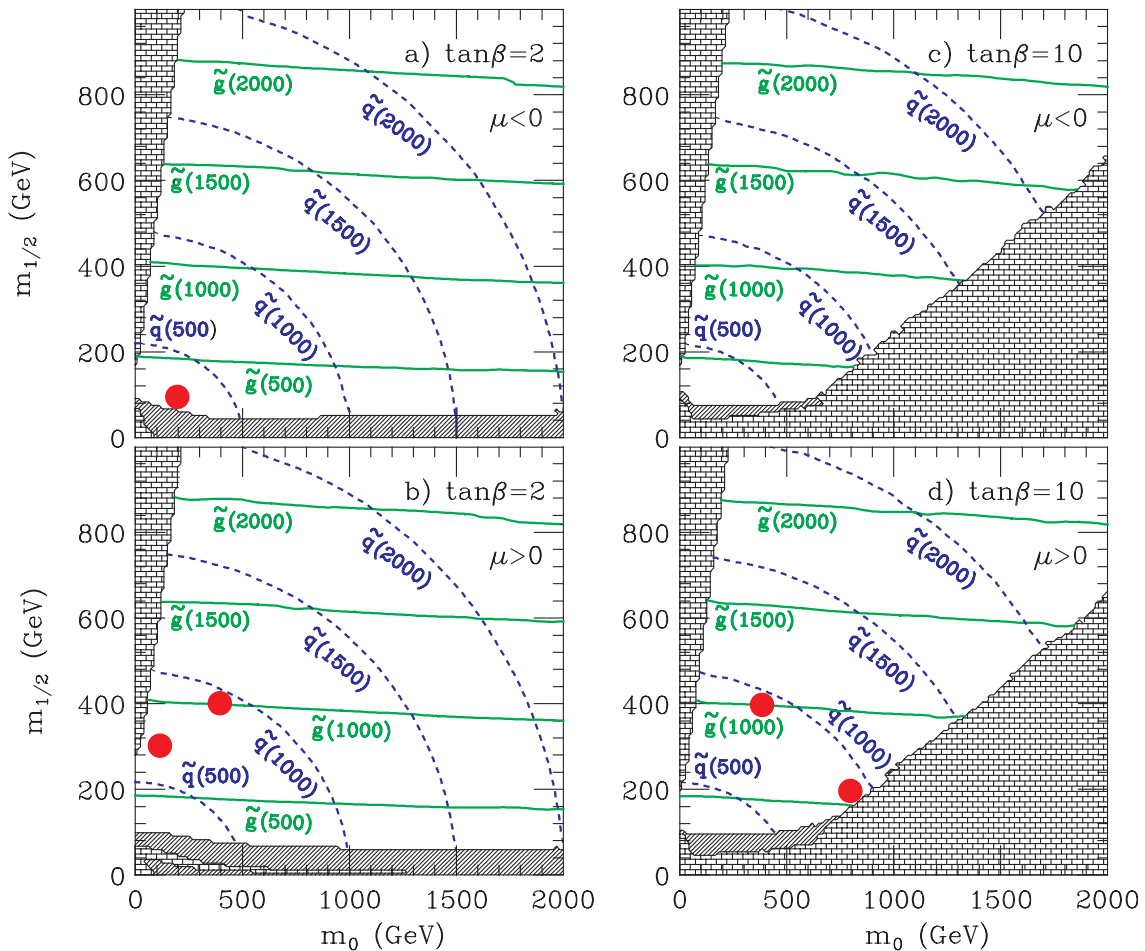 a) tanβ=2
μ<0
g̃(2000)
q̃(2000)
g̃(1500)
q̃(1500)
g̃(1000)
q̃(1000)
q̃(500)
g̃(500)
800
600
400
200
0
m1/2 (GeV)
c) tanβ=10
μ<0
g̃(2000)
q̃(2000)
g̃(1500)
q̃(1500)
g̃(1000)
q̃(1000)
q̃(500)
800
600
400
200
0
b) tanβ=2
μ>0
g̃(2000)
q̃(2000)
g̃(1500)
q̃(1500)
g̃(1000)
q̃(1000)
q̃(500)
g̃(500)
800
600
400
200
0
m1/2 (GeV)
0 500 1000 1500 2000
m0 (GeV)
d) tanβ=10
μ>0
g̃(2000)
q̃(2000)
g̃(1500)
q̃(1500)
g̃(1000)
q̃(1000)
q̃(500)
800
600
400
200
0
0 500 1000 1500 2000
m0 (GeV)